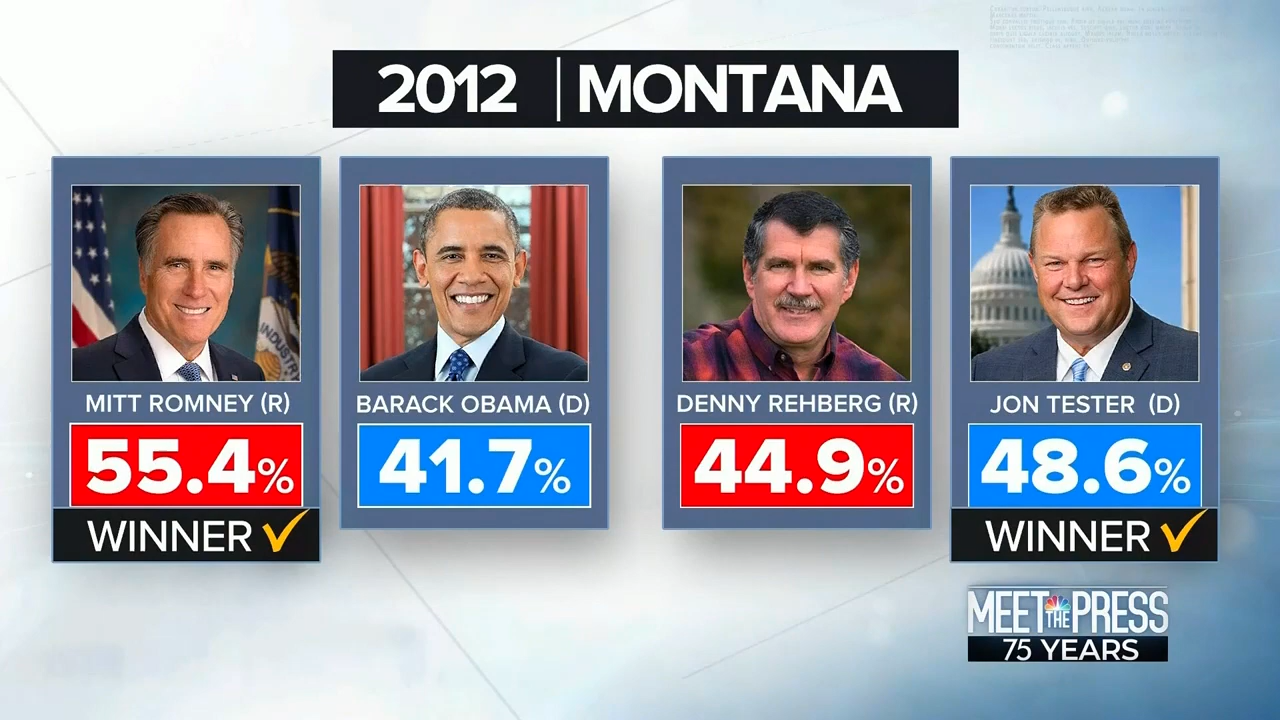 2012 | MONTANA
MITT ROMNEY (R)
55.4%
WINNER
BARACK OBAMA (D)
41.7%
DENNY REHBERG (R)
44.9%
JON TESTER (D)
48.6%
WINNER
INDUSTRY
MEET THE PRESS
75 YEARS